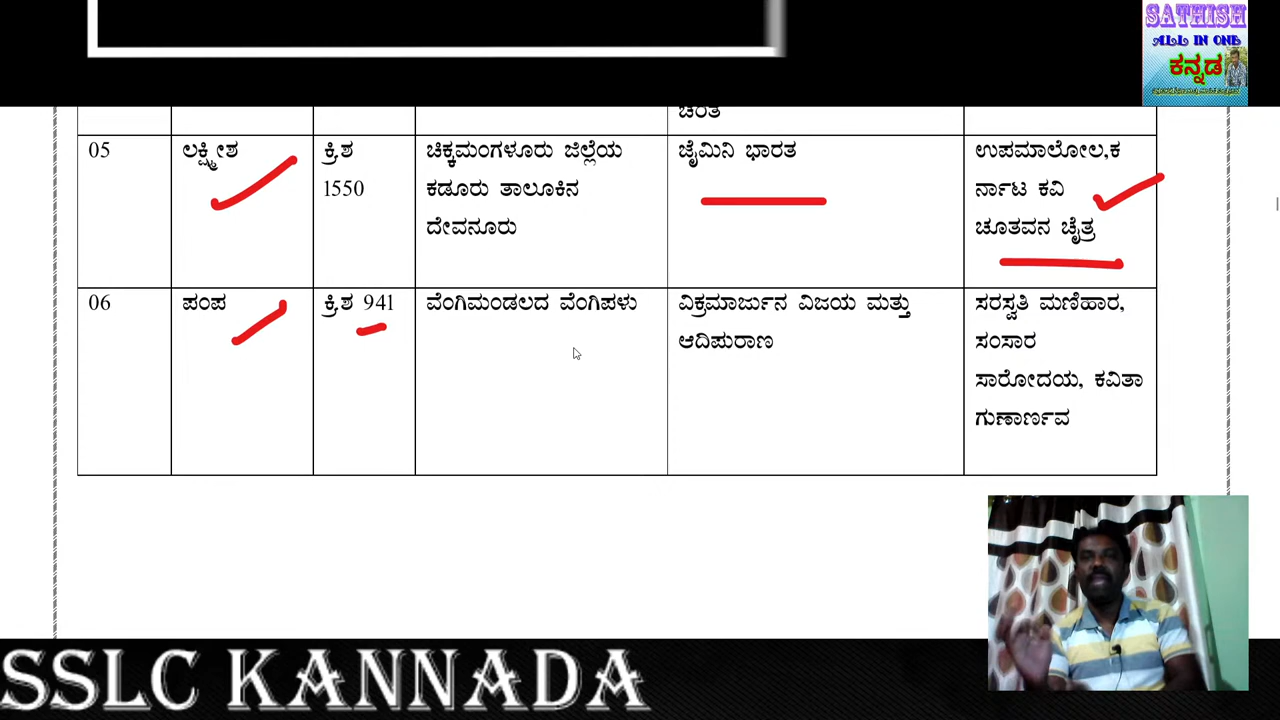 SATHISH
ALL IN ONE
ಕನ್ನಡ
05 ಲಕ್ಷ್ಮೀಶ ಕ್ರಿ.ಶ ಚಿಕ್ಕಮಂಗಳೂರು ಜಿಲ್ಲೆಯ ಜೈಮಿನಿ ಭಾರತ ಉಪಮಾಲೋಲ,ಕ
1550 ಕಡೂರು ತಾಲೂಕಿನ ರ್ನಾಟ ಕವಿ
ದೇವನೂರು ಚೂತವನ ಚೈತ್ರ
06 ಪಂಪ ಕ್ರಿ.ಶ 941 ವೆಂಗಿಮಂಡಲದ ವೆಂಗಿಪಳು ವಿಕ್ರಮಾರ್ಜುನ ವಿಜಯ ಮತ್ತು ಸರಸ್ವತಿ ಮಣಿಹಾರ,
ಆದಿಪುರಾಣ ಸಂಸಾರ
ಸಾರೋದಯ, ಕವಿತಾ
ಗುಣಾರ್ಣವ
SSLC KANNADA